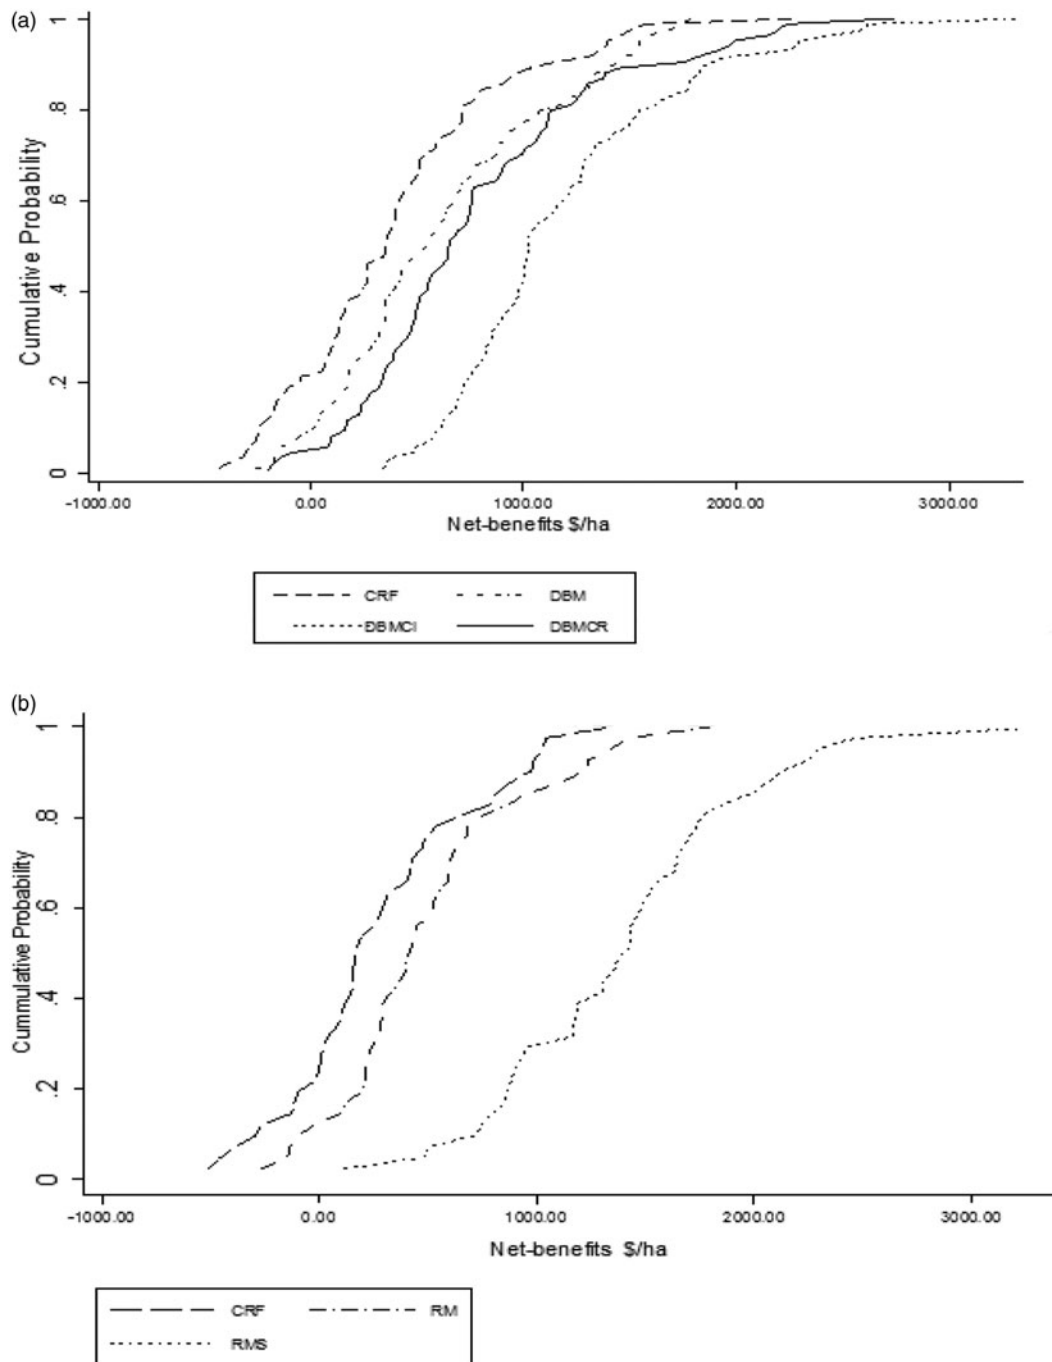 (a)
Cumulative Probability
1
.8
.6
.4
.2
0
-1000.00 0.00 1000.00 2000.00 3000.00
Net-benefits $/ha
CRF DBM
DBMCI DBMCR
(b)
Cummulative Probability
1
.8
.6
.4
.2
0
-1000.00 0.00 1000.00 2000.00 3000.00
Net-benefits $/ha
CRF RM
RMS